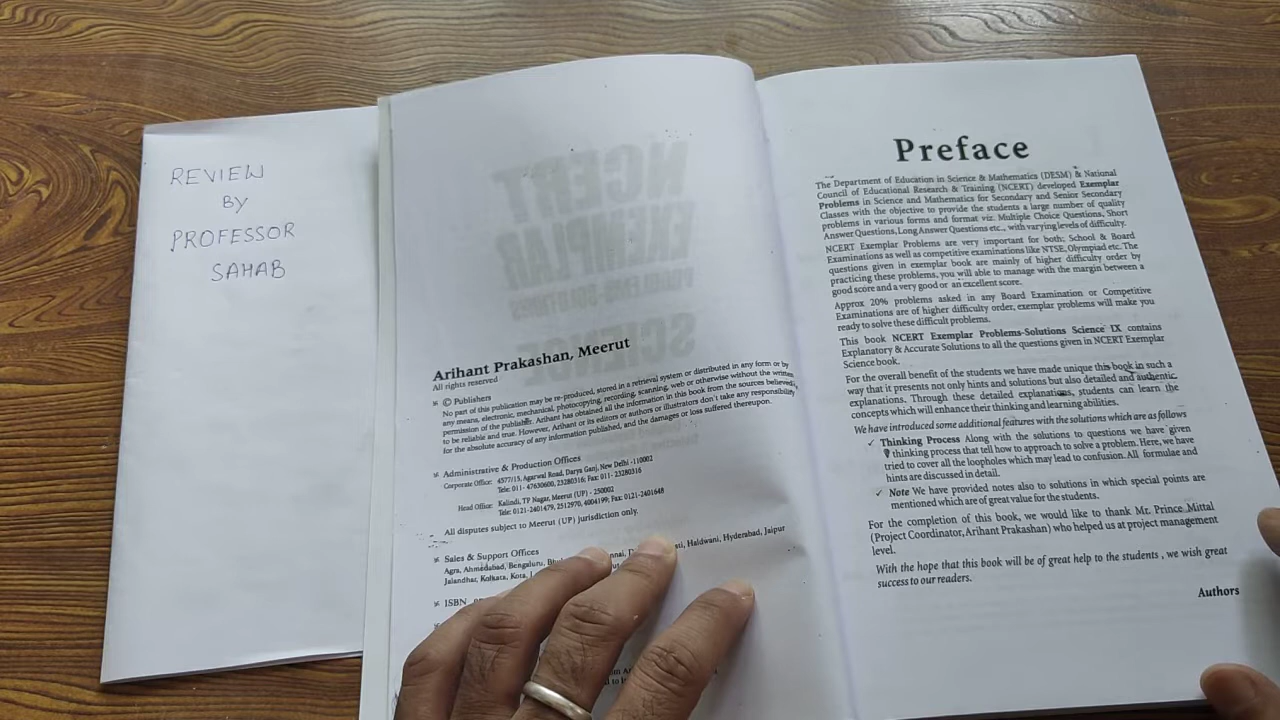 REVIEW
BY
PROFESSOR
SAHAB
NCERT
SCIENCE
Arihant Prakashan, Meerut
All rights reserved
© Publishers
No part of this publication may be re-produced, stored in a retrieval system or distributed in any form or by
any means, electronic, mechanical, photocopying, recording, scanning, web or otherwise without the written
permission of the publisher. Arihant has obtained all the information in this book from the sources believed
to be reliable and true. However, Arihant or its editors or authors or illustrators don't take any responsibility
for the absolute accuracy of any information published, and the damages or loss suffered thereupon.
Administrative & Production Offices
Corporate Office: 4577/15, Agarwal Road, Darya Ganj, New Delhi -110002
Tele: 011- 47630600, 23280316; Fax: 011- 23280316
Head Office: Kalindi, TP Nagar, Meerut (UP) - 250002
Tele: 0121-2401479, 2512970, 4004199; Fax: 0121-2401648
All disputes subject to Meerut (UP) jurisdiction only.
Sales & Support Offices
Agra, Ahmedabad, Bengaluru, Haldwani, Hyderabad, Jaipur
Jalandhar, Kolkata, Kota,
ISBN
Preface
The Department of Education in Science & Mathematics (DESM) & National
Council of Educational Research & Training (NCERT) developed Exemplar
Problems in Science and Mathematics for Secondary and Senior Secondary
Classes with the objective to provide the students a large number of quality
problems in various forms and format viz. Multiple Choice Questions, Short
Answer Questions, Long Answer Questions etc., with varying levels of difficulty.
NCERT Exemplar Problems are very important for both; School & Board
Examinations as well as competitive examinations like NTSE, Olympiad etc. The
questions given in exemplar book are mainly of higher difficulty order by
practicing these problems, you will able to manage with the margin between a
good score and a very good or an excellent score.
Approx 20% problems asked in any Board Examination or Competitive
Examinations are of higher difficulty order, exemplar problems will make you
ready to solve these difficult problems.
This book NCERT Exemplar Problems-Solutions Science IX contains
Explanatory & Accurate Solutions to all the questions given in NCERT Exemplar
Science book.
For the overall benefit of the students we have made unique this book in such a
way that it presents not only hints and solutions but also detailed and authentic
explanations. Through these detailed explanations, students can learn the
concepts which will enhance their thinking and learning abilities.
We have introduced some additional features with the solutions which are as follows
✓ Thinking Process Along with the solutions to questions we have given
thinking process that tell how to approach to solve a problem. Here, we have
tried to cover all the loopholes which may lead to confusion. All formulae and
hints are discussed in detail.
✓ Note We have provided notes also to solutions in which special points are
mentioned which are of great value for the students.
For the completion of this book, we would like to thank Mr. Prince Mittal
(Project Coordinator, Arihant Prakashan) who helped us at project management
level.
With the hope that this book will be of great help to the students , we wish great
success to our readers.
Authors